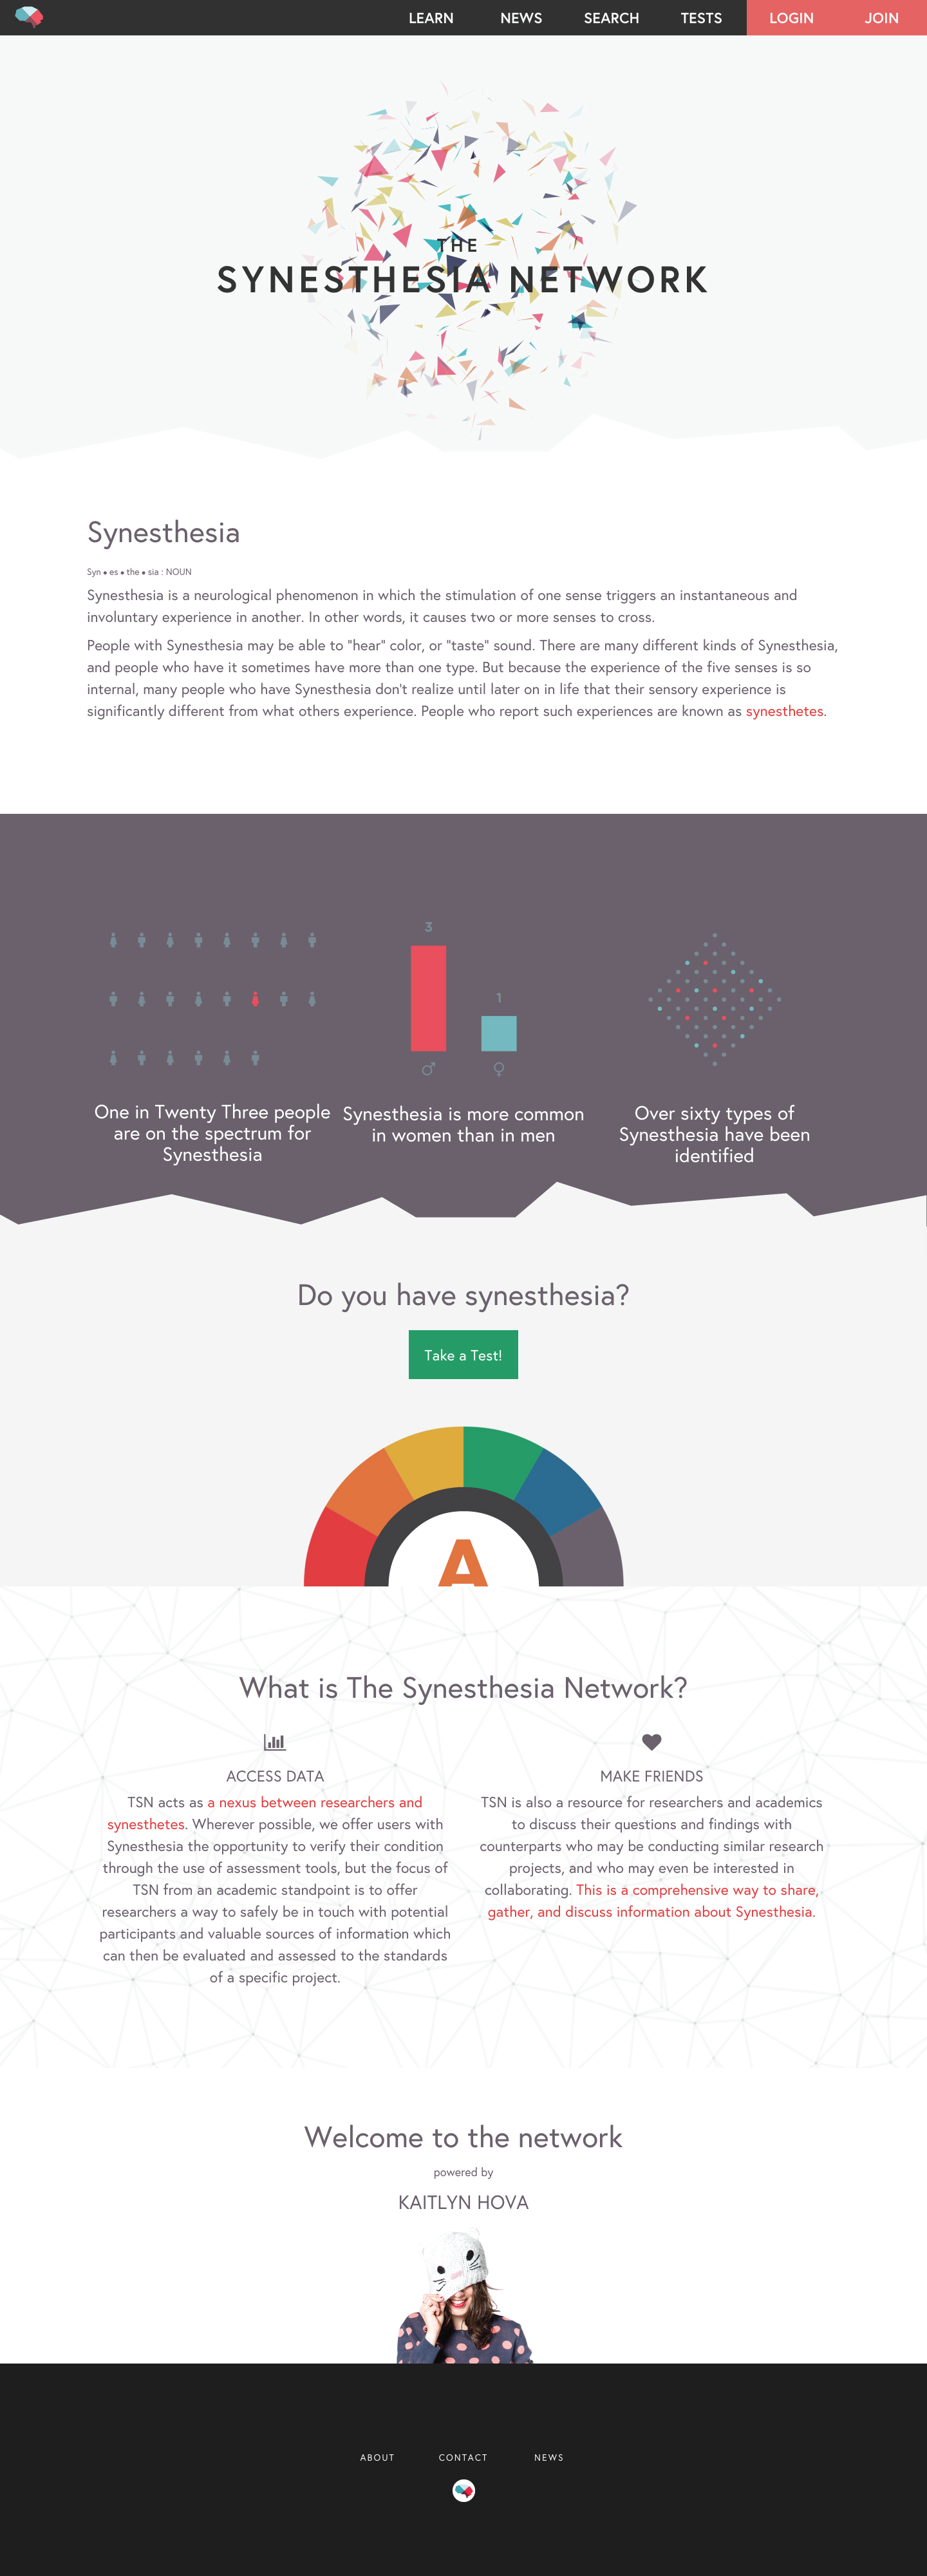 LEARN NEWS SEARCH TESTS LOGIN JOIN
THE
SYNESTHESIA NETWORK
Synesthesia
Syn • es • the • sia : NOUN
Synesthesia is a neurological phenomenon in which the stimulation of one sense triggers an instantaneous and
involuntary experience in another. In other words, it causes two or more senses to cross.
People with Synesthesia may be able to "hear" color, or "taste" sound. There are many different kinds of Synesthesia,
and people who have it sometimes have more than one type. But because the experience of the five senses is so
internal, many people who have Synesthesia don't realize until later on in life that their sensory experience is
significantly different from what others experience. People who report such experiences are known as synesthetes.
3
1
♂ ♀
One in Twenty Three people
are on the spectrum for
Synesthesia
Synesthesia is more common
in women than in men
Over sixty types of
Synesthesia have been
identified
Do you have synesthesia?
Take a Test!
A
What is The Synesthesia Network?
ACCESS DATA
TSN acts as a nexus between researchers and
synesthetes. Wherever possible, we offer users with
Synesthesia the opportunity to verify their condition
through the use of assessment tools, but the focus of
TSN from an academic standpoint is to offer
researchers a way to safely be in touch with potential
participants and valuable sources of information which
can then be evaluated and assessed to the standards
of a specific project.
MAKE FRIENDS
TSN is also a resource for researchers and academics
to discuss their questions and findings with
counterparts who may be conducting similar research
projects, and who may even be interested in
collaborating. This is a comprehensive way to share,
gather, and discuss information about Synesthesia.
Welcome to the network
powered by
KAITLYN HOVA
ABOUT CONTACT NEWS